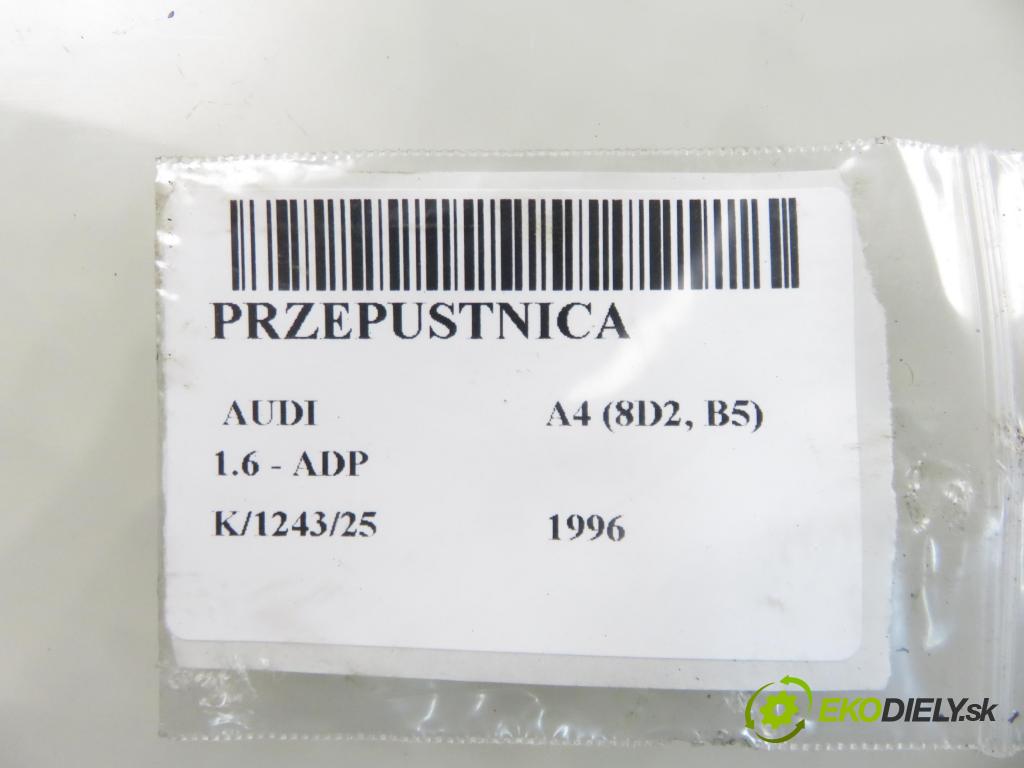 PRZEPUSTNICA
AUDI A4 (8D2, B5)
1.6 - ADP
K/1243/25 1996
EKODIELY.sk